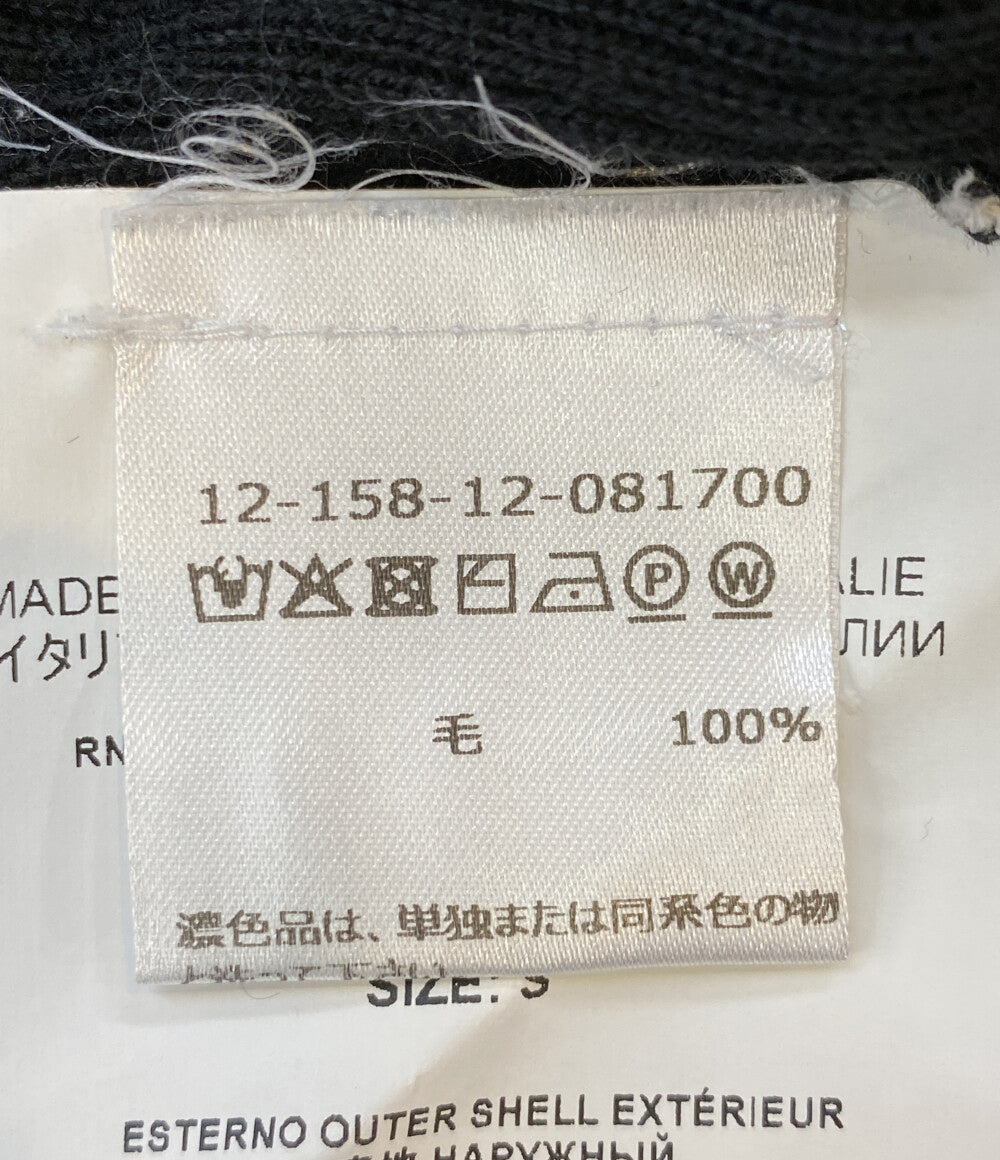 12-158-12-081700
P W
MADE ALIE
イタリ ЛИИ
毛 100%
RN
濃色品は、単独または同系色の物
SIZE: S
ESTERNO OUTER SHELL EXTÉRIEUR
НАРУЖНЫЙ